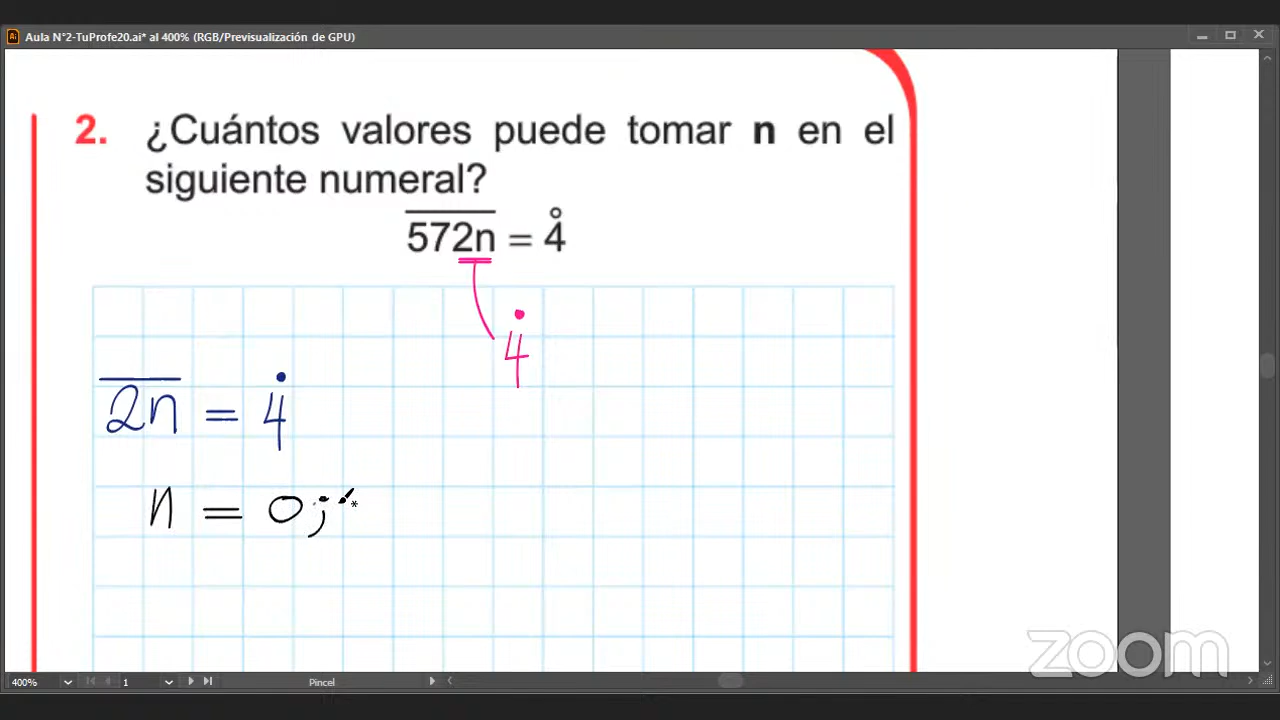 Aula N°2-TuProfe20.ai* al 400% (RGB/Previsualización de GPU)
2. ¿Cuántos valores puede tomar n en el
siguiente numeral?
572n = 4̊
4̇
2n = 4̇
n = 0;
zoom
400% 1 Pincel